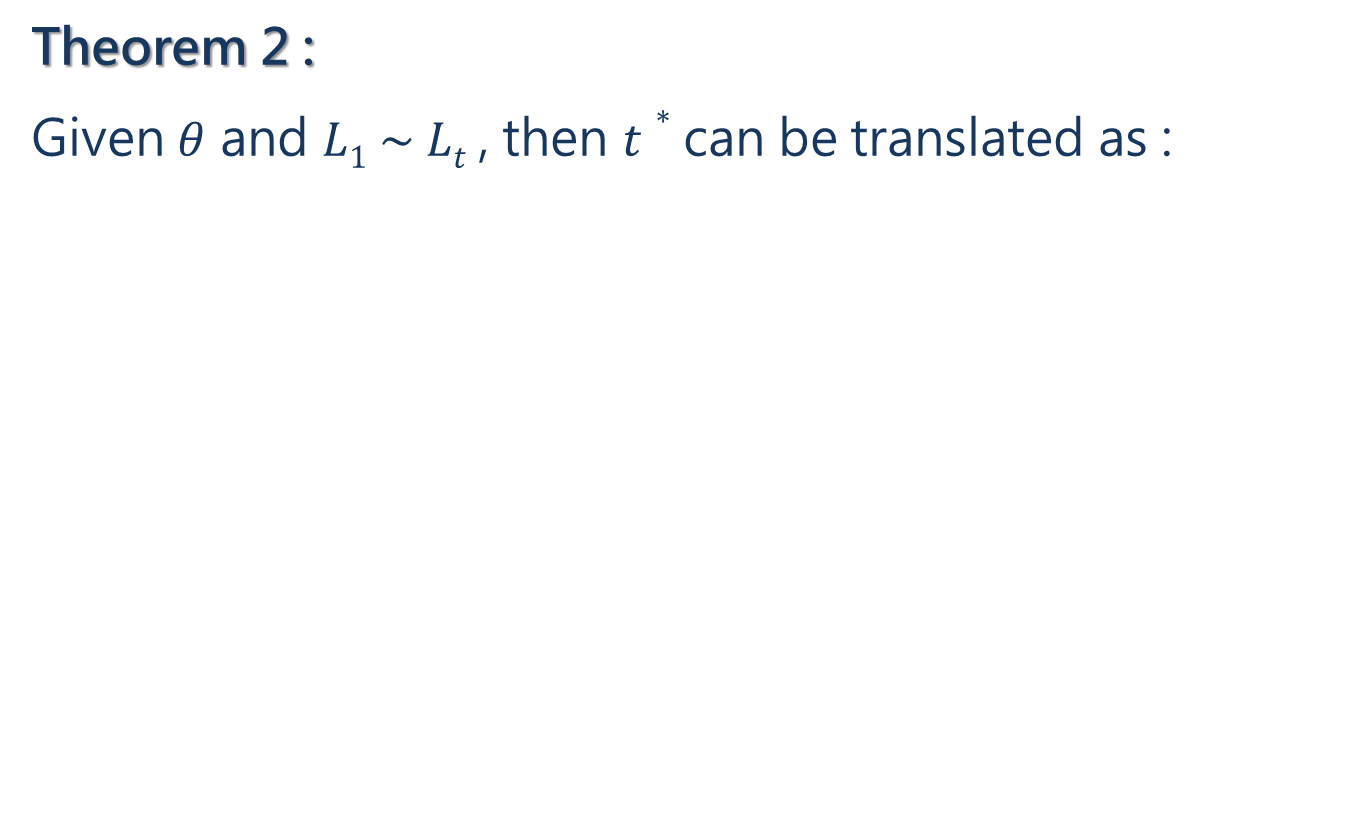 Theorem 2 :
Given 𝜃 and 𝐿₁ ~ 𝐿ₜ , then 𝑡 * can be translated as :